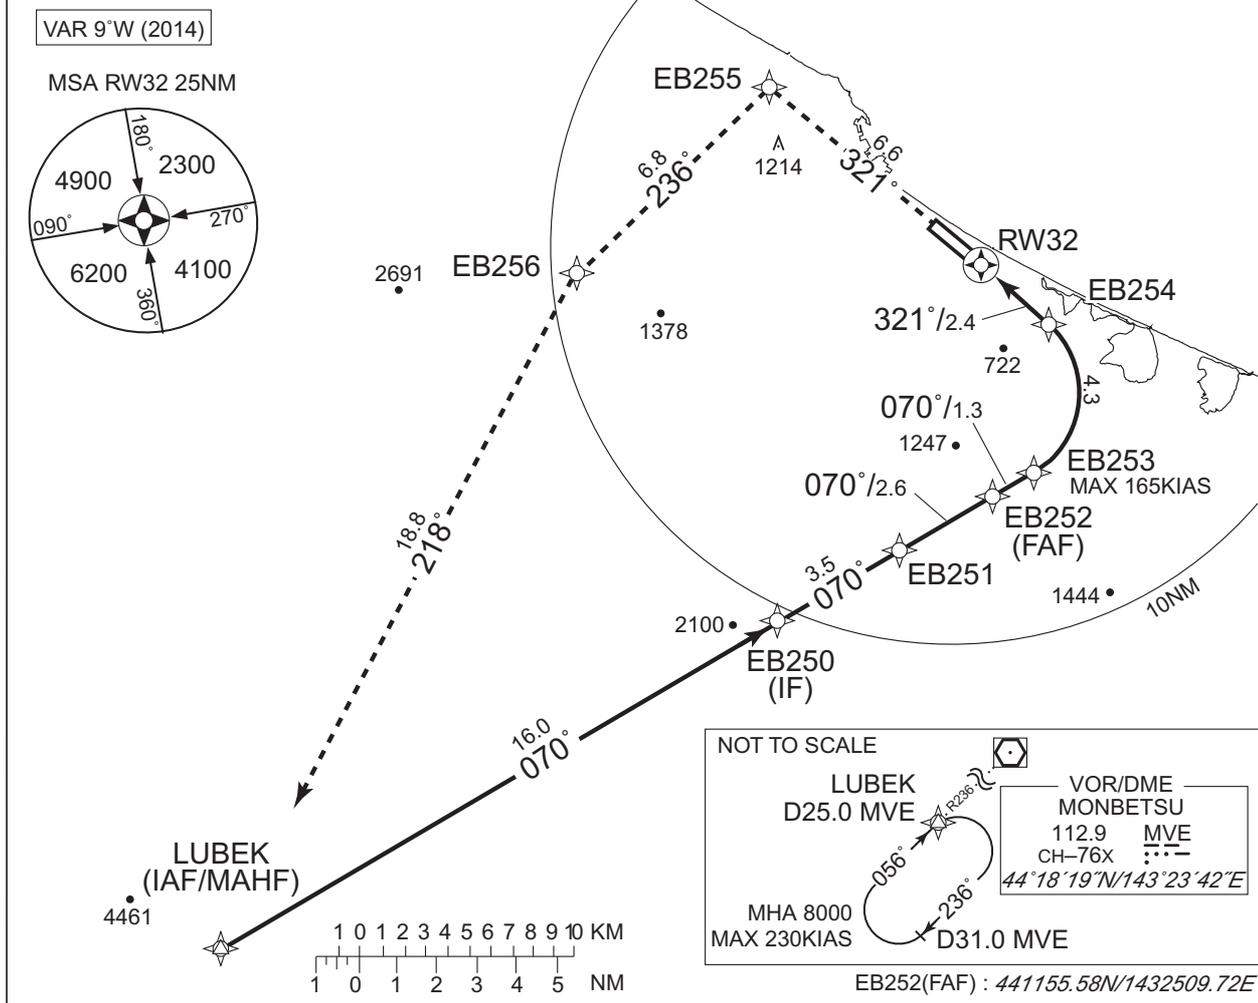 VAR 9°W (2014)
MSA RW32 25NM
180°
4900
2300
090°
270°
6200
4100
360°
EB255
1214
6.6
321°
6.8
236°
RW32
EB256
2691
1378
EB254
321°/2.4
722
4.3
070°/1.3
1247
EB253
MAX 165KIAS
070°/2.6
EB252
(FAF)
EB251
18.8
218°
3.5
070°
1444
10NM
2100
EB250
(IF)
16.0
070°
LUBEK
(IAF/MAHF)
4461
1 0 1 2 3 4 5 6 7 8 9 10 KM
1 0 1 2 3 4 5 NM
NOT TO SCALE
LUBEK
D25.0 MVE
R236
056°
236°
MHA 8000
MAX 230KIAS
D31.0 MVE
VOR/DME
MONBETSU
112.9 MVE
CH–76X
44°18′19″N/143°23′42″E
EB252(FAF) : 441155.58N/1432509.72E